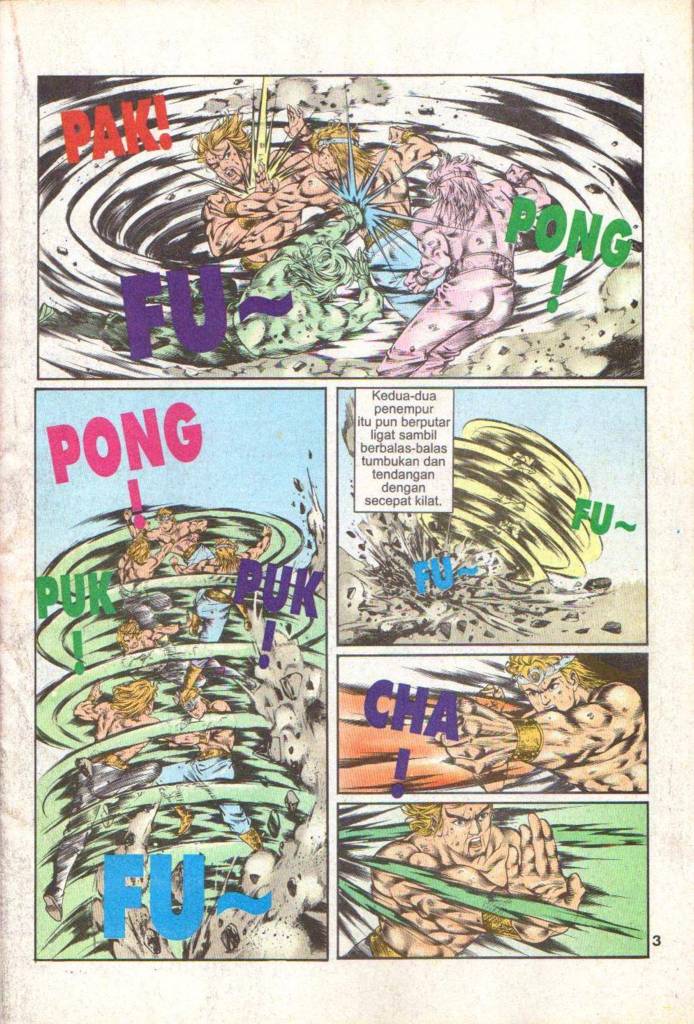 PAK!
PONG
!
FU~
PONG
!
PUK
!
PUK
!
FU~
Kedua-dua
penempur
itu pun berputar
ligat sambil
berbalas-balas
tumbukan dan
tendangan
dengan
secepat kilat.
FU~
FU~
CHA
!
3